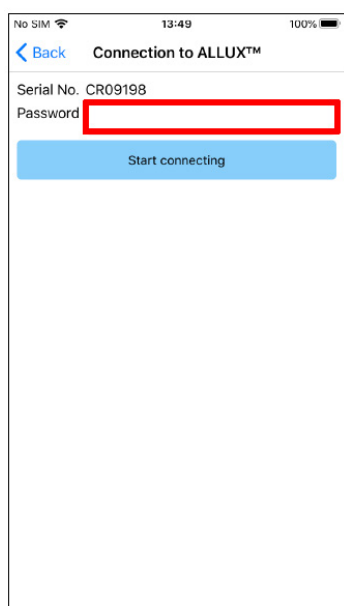 No SIM 13:49 100%
Back Connection to ALLUX™
Serial No. CR09198
Password
Start connecting